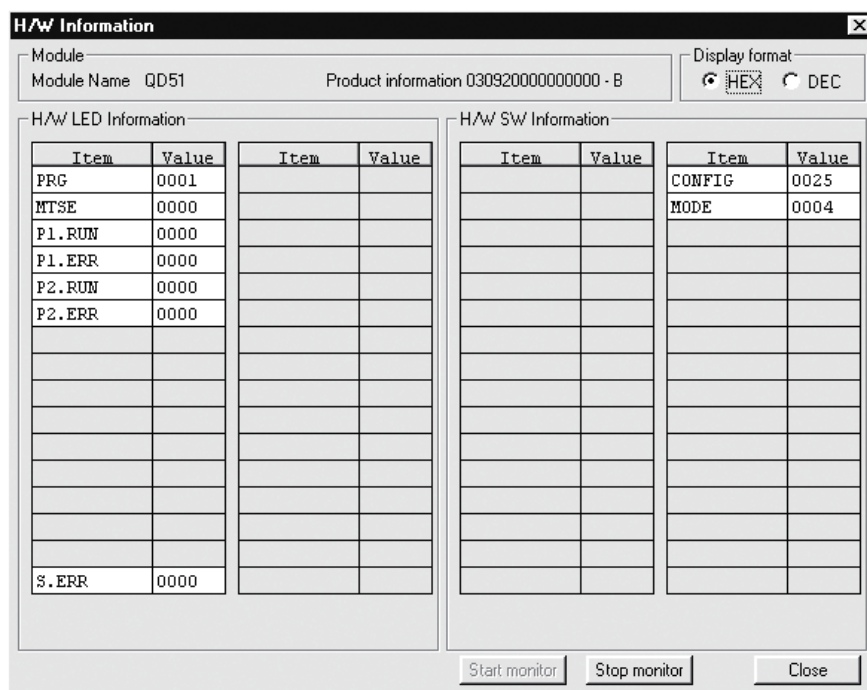 H/W Information
Module
Module Name QD51 Product information 030920000000000 - B
Display format
HEX DEC
H/W LED Information
Item Value Item Value
PRG 0001
MTSE 0000
P1.RUN 0000
P1.ERR 0000
P2.RUN 0000
P2.ERR 0000
S.ERR 0000
H/W SW Information
Item Value Item Value
CONFIG 0025
MODE 0004
Start monitor Stop monitor Close